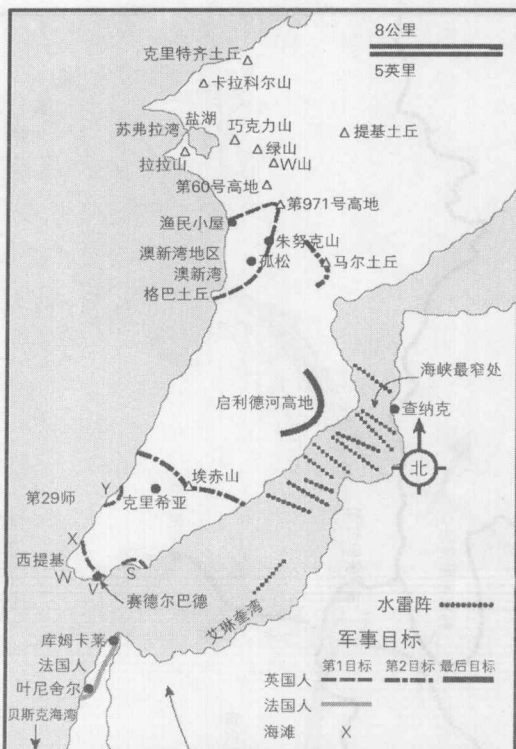 8公里
5英里
克里特齐土丘
卡拉科尔山
盐湖
苏弗拉湾
巧克力山
提基土丘
绿山
拉拉山
W山
第60号高地
第971号高地
渔民小屋
朱努克山
澳新湾地区
孤松
马尔土丘
澳新湾
格巴土丘
海峡最窄处
启利德河高地
查纳克
北
埃赤山
Y
克里希亚
第29师
X
西提基
S
W
V
赛德尔巴德
水雷阵
艾琳奎湾
库姆卡莱
军事目标
法国人
第1目标 第2目标 最后目标
英国人
叶尼舍尔
法国人
贝斯克海湾
海滩 X